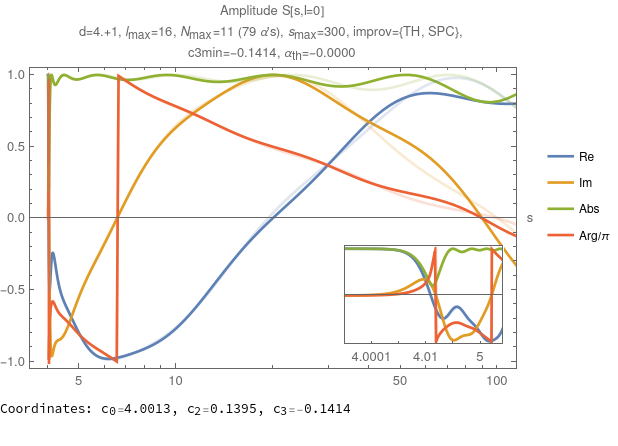 Amplitude S[s,l=0]
d=4.+1, lmax=16, Nmax=11 (79 α's), smax=300, improv={TH, SPC},
c3min=-0.1414, αth=-0.0000
1.0
0.5
0.0
-0.5
-1.0
5
10
50
100
s
Re
Im
Abs
Arg/π
4.0001
4.01
5
Coordinates: c0=4.0013, c2=0.1395, c3=-0.1414